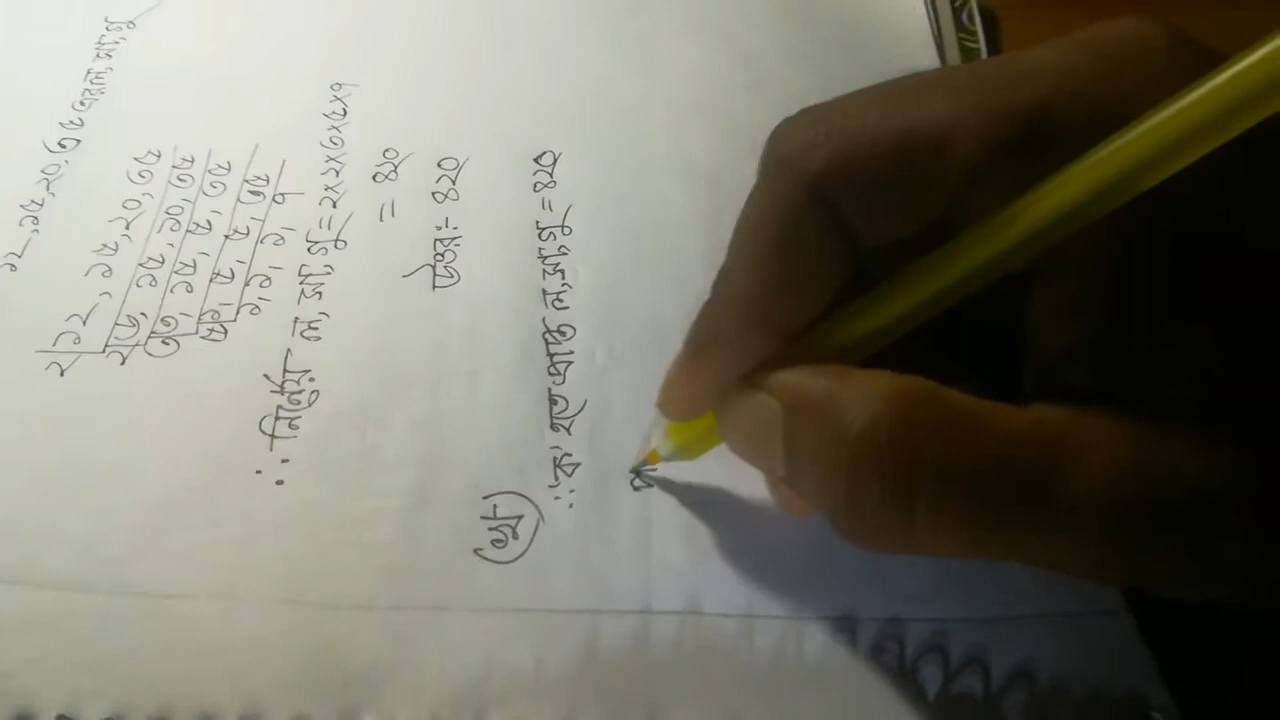 ১২, ১৫, ২০, ৩৫ এর ল, সা, গু
২|১২, ১৫, ২০, ৩৫
২|৬, ১৫, ১০, ৩৫
৩|৩, ১৫, ৫, ৩৫
৫|১, ৫, ৫, ৩৫
১, ১, ১, ৭
∴ নির্ণেয় ল, সা, গু = ২×২×৩×৫×৭
= ৪২০
উত্তর:- ৪২০
(খ)
∴ 'ক' হতে প্রাপ্ত ল, সা, গু = ৪২০